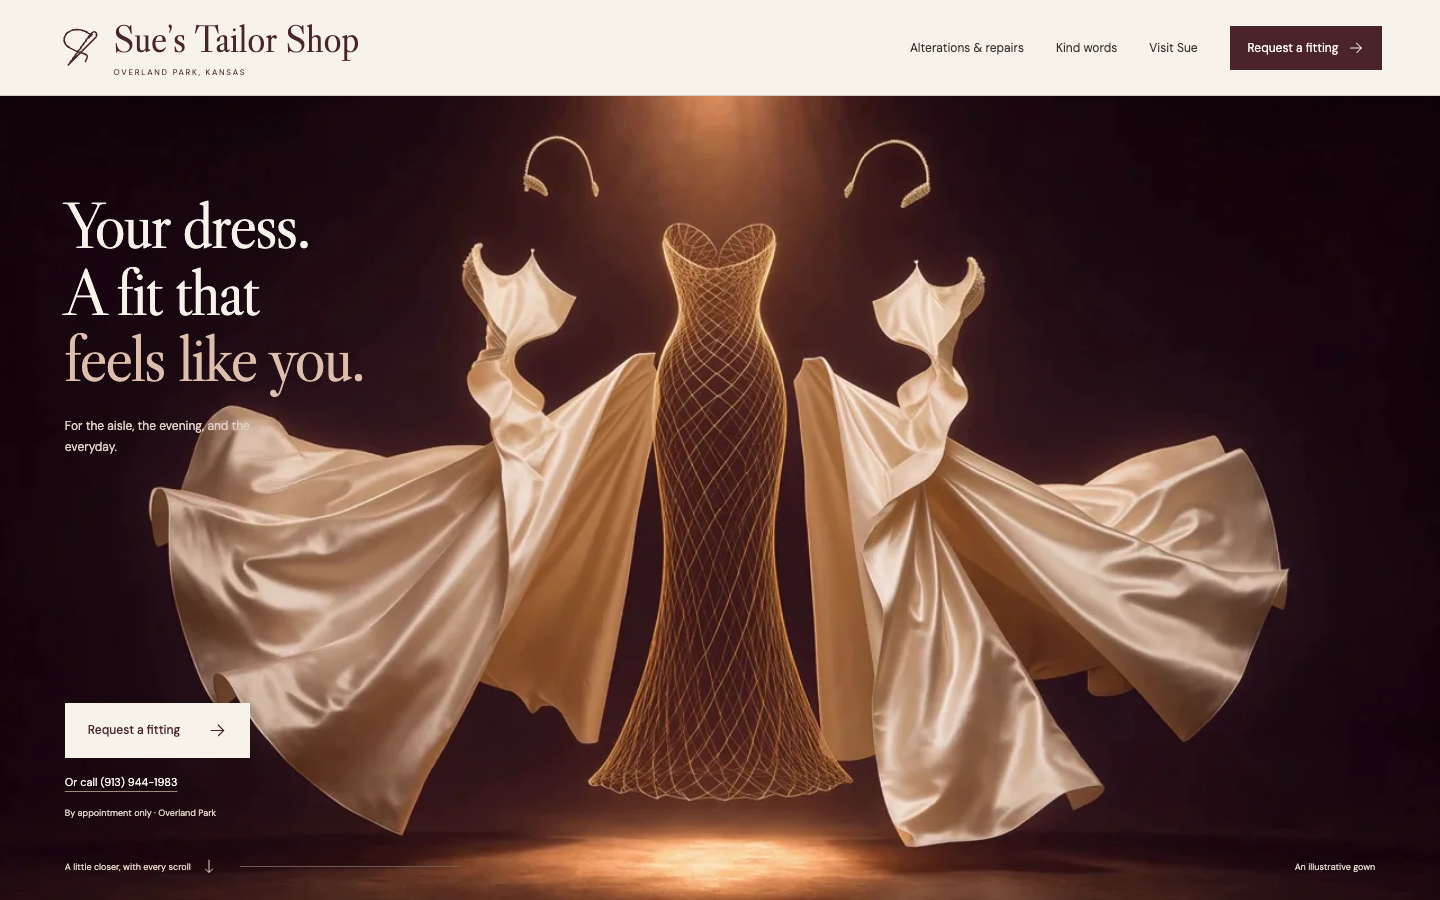 Sue’s Tailor Shop
OVERLAND PARK, KANSAS
Alterations & repairs
Kind words
Visit Sue
Request a fitting
Your dress.
A fit that
feels like you.
For the aisle, the evening, and the
everyday.
Request a fitting
Or call (913) 944-1983
By appointment only · Overland Park
A little closer, with every scroll
An illustrative gown